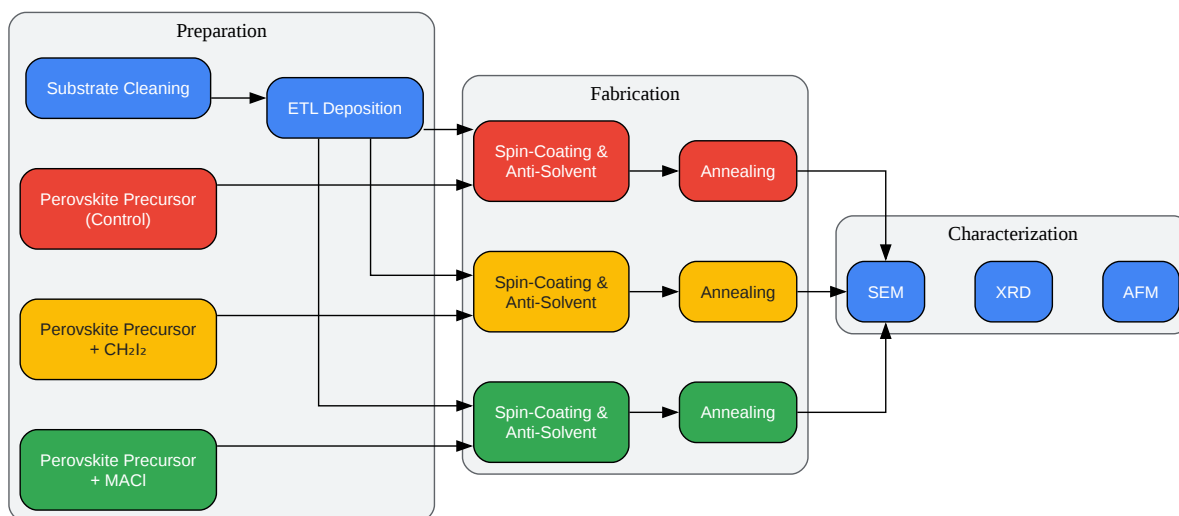 Preparation
Substrate Cleaning
ETL Deposition
Perovskite Precursor
(Control)
Perovskite Precursor
+ CH₂I₂
Perovskite Precursor
+ MACl
Fabrication
Spin-Coating &
Anti-Solvent
Annealing
Spin-Coating &
Anti-Solvent
Annealing
Spin-Coating &
Anti-Solvent
Annealing
Characterization
SEM
XRD
AFM